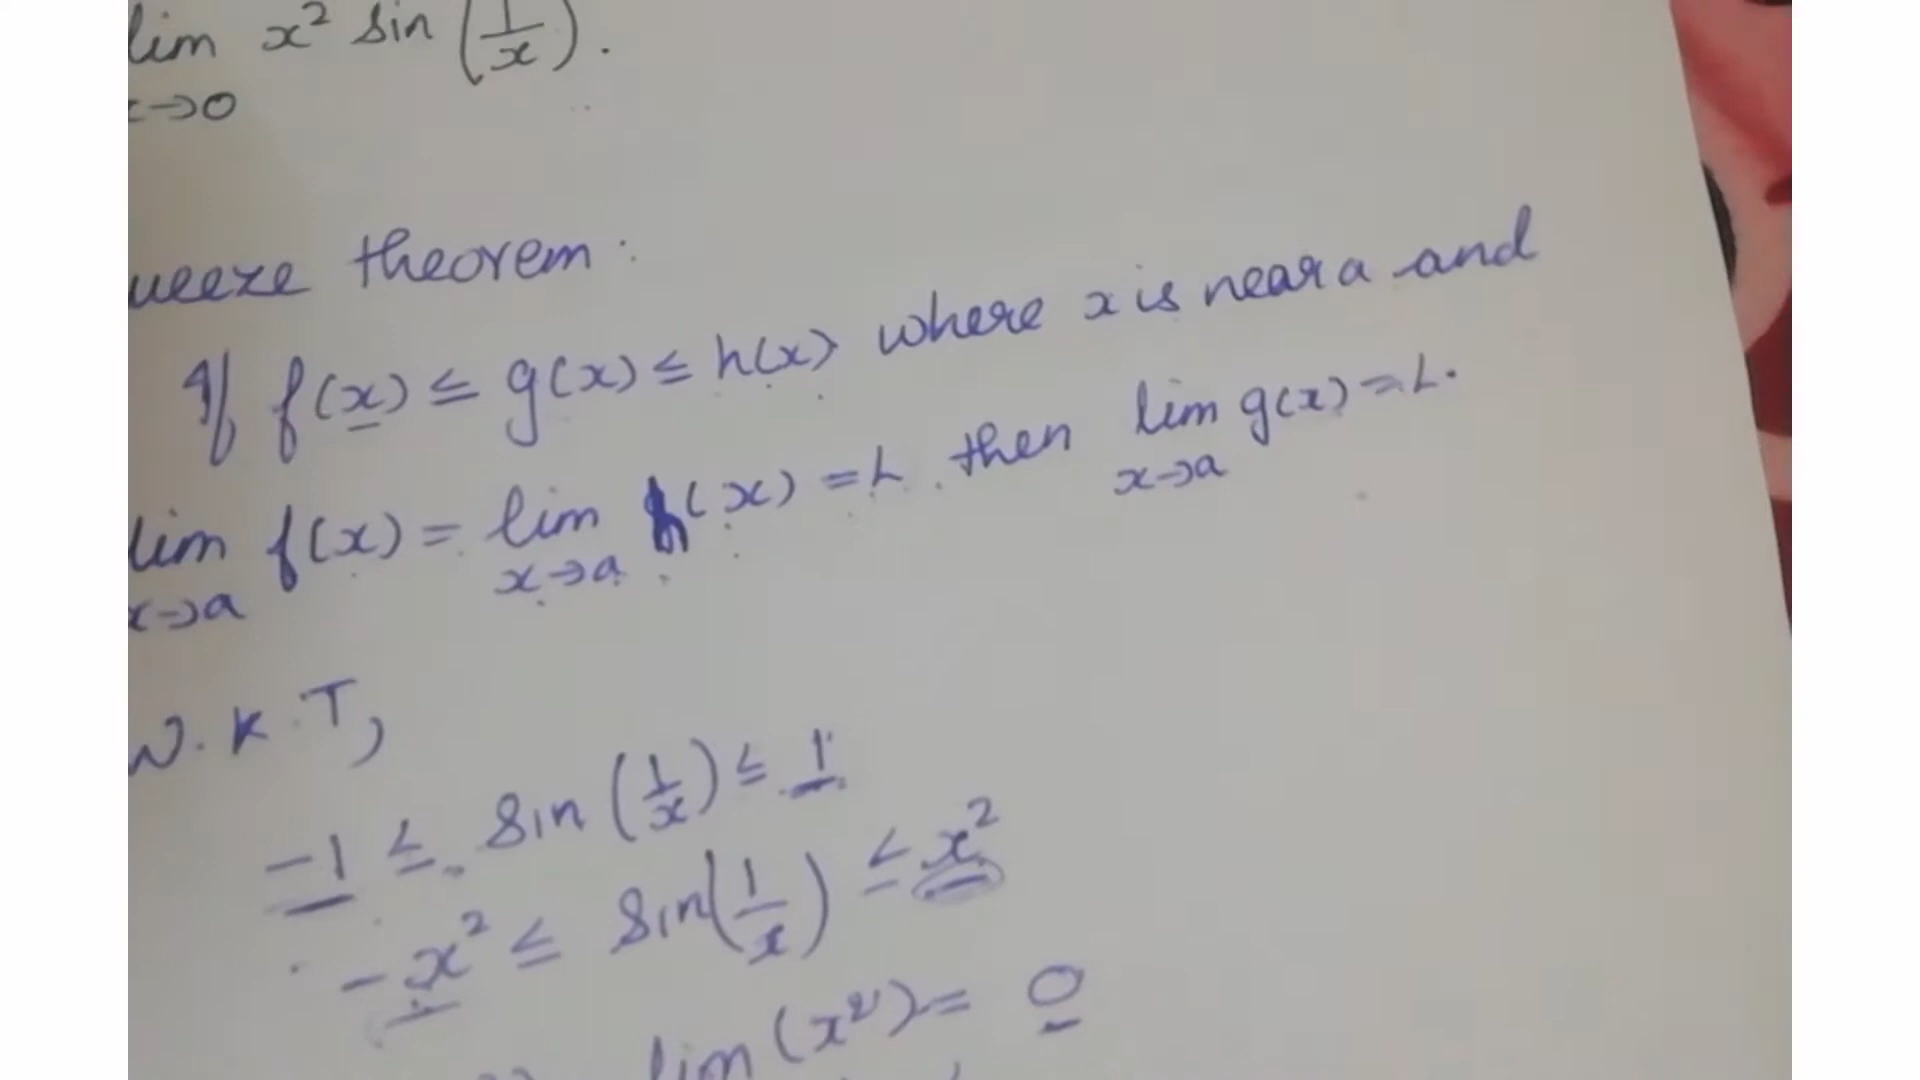 lim x² sin (1/x).
x→0
ueeze theorem:
If f(x) ≤ g(x) ≤ h(x) where x is near a and
lim f(x) = lim h(x) = L. then lim g(x) = L.
x→a x→a x→a
W.K.T,
-1 ≤ sin (1/x) ≤ 1
-x² ≤ sin(1/x) ≤ x²
lim (x²) = 0